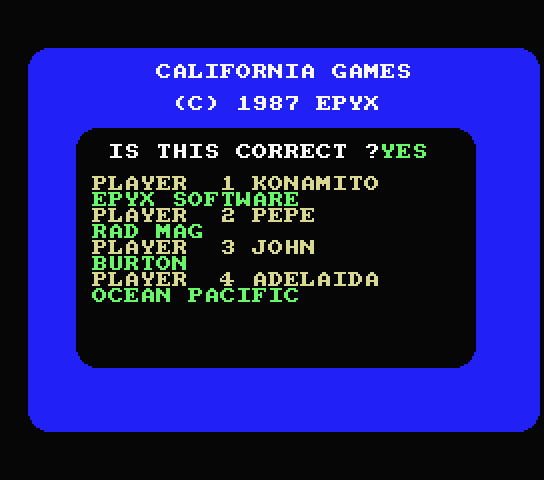 CALIFORNIA GAMES
(C) 1987 EPYX
IS THIS CORRECT ?YES
PLAYER  1 KONAMITO
EPYX SOFTWARE
PLAYER  2 PEPE
RAD MAG
PLAYER  3 JOHN
BURTON
PLAYER  4 ADELAIDA
OCEAN PACIFIC